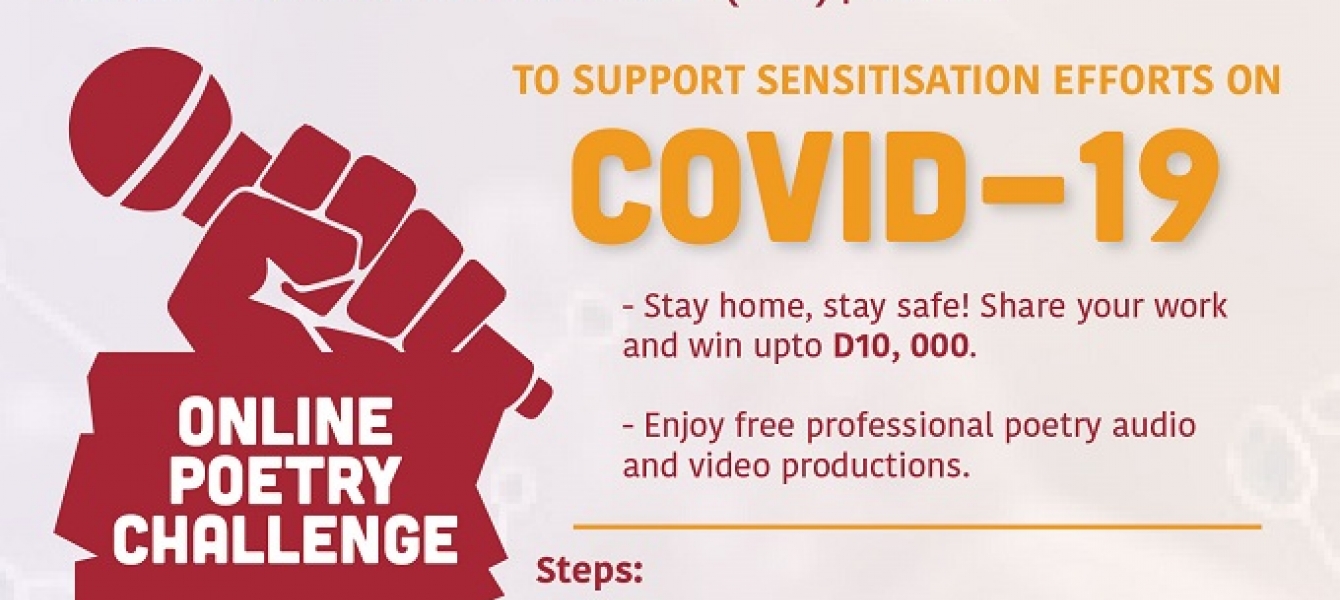 TO SUPPORT SENSITISATION EFFORTS ON
COVID-19
- Stay home, stay safe! Share your work
and win upto D10, 000.
- Enjoy free professional poetry audio
and video productions.
ONLINE
POETRY
CHALLENGE
Steps: